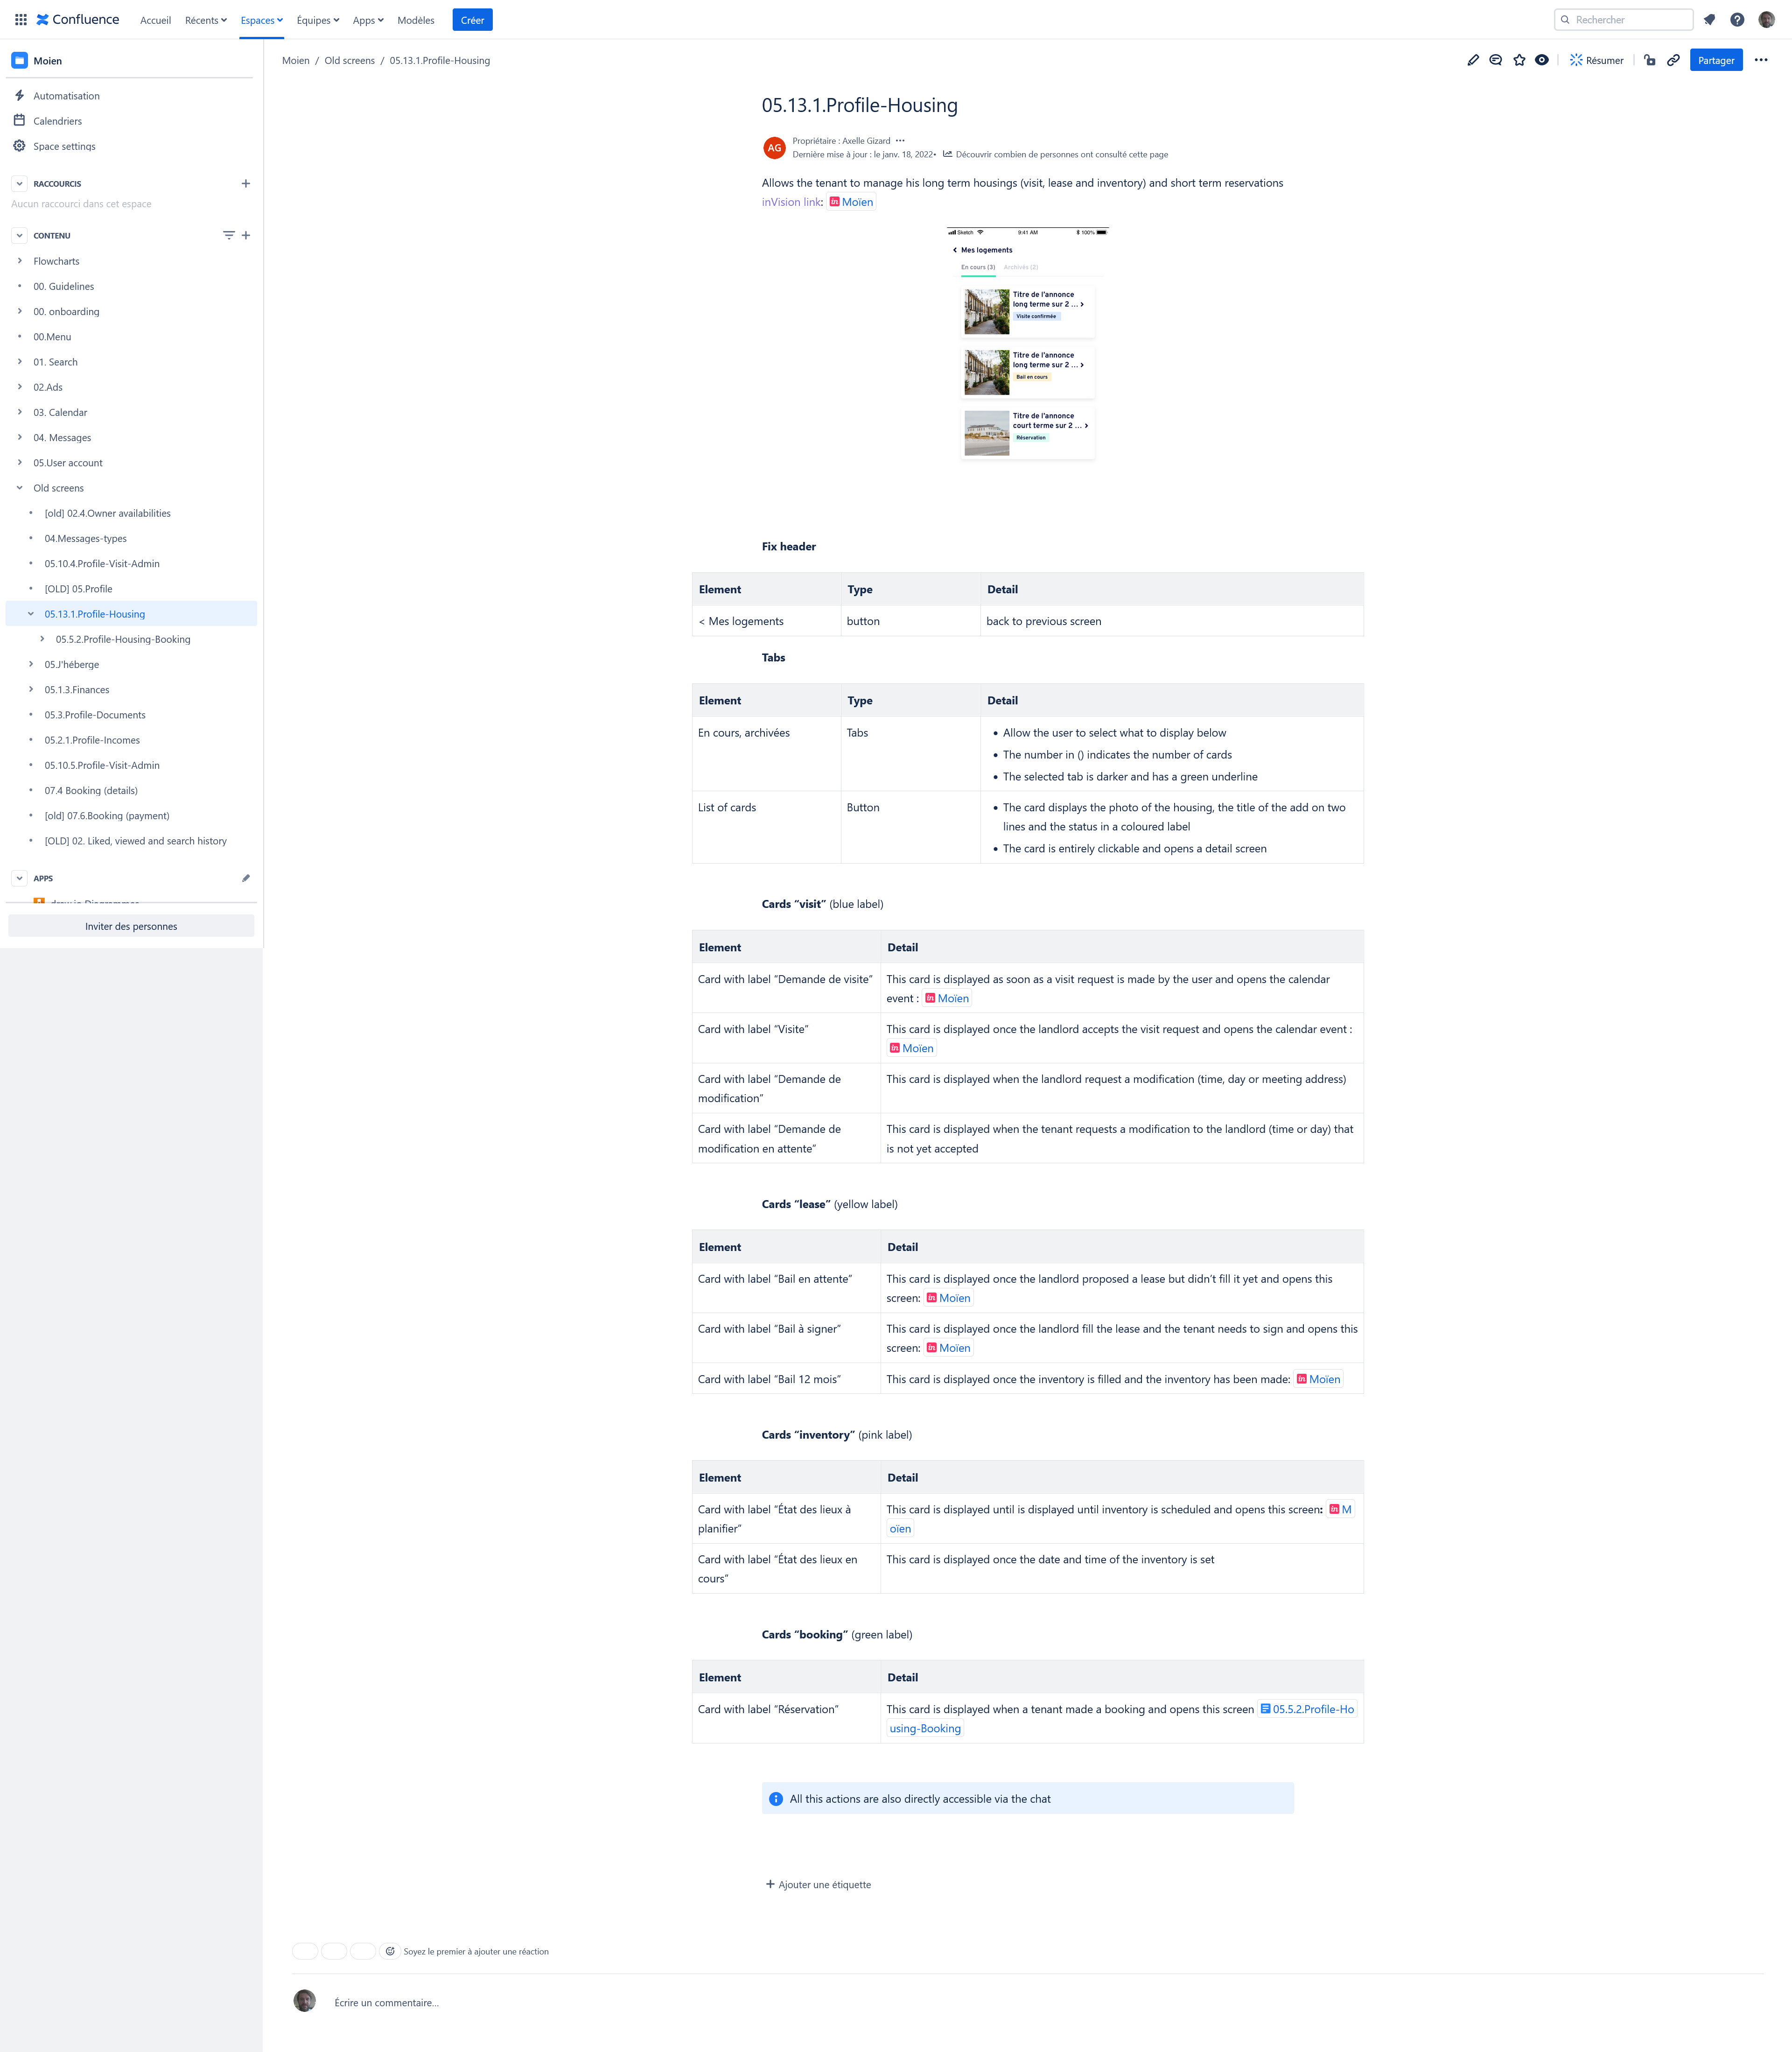 Confluence
Accueil
Récents
Espaces
Équipes
Apps
Modèles
Créer
Rechercher
Moien
Automatisation
Calendriers
Space settings
RACCOURCIS
Aucun raccourci dans cet espace
CONTENU
Flowcharts
00. Guidelines
00. onboarding
00.Menu
01. Search
02.Ads
03. Calendar
04. Messages
05.User account
Old screens
[old] 02.4.Owner availabilities
04.Messages-types
05.10.4.Profile-Visit-Admin
[OLD] 05.Profile
05.13.1.Profile-Housing
05.5.2.Profile-Housing-Booking
05.J'héberge
05.1.3.Finances
05.3.Profile-Documents
05.2.1.Profile-Incomes
05.10.5.Profile-Visit-Admin
07.4 Booking (details)
[old] 07.6.Booking (payment)
[OLD] 02. Liked, viewed and search history
APPS
Inviter des personnes
Moien / Old screens / 05.13.1.Profile-Housing
Résumer
Partager
05.13.1.Profile-Housing
AG
Propriétaire : Axelle Gizard
Dernière mise à jour : le janv. 18, 2022• Découvrir combien de personnes ont consulté cette page
Allows the tenant to manage his long term housings (visit, lease and inventory) and short term reservations
inVision link: in Moïen
Sketch 9:41 AM 100%
Mes logements
En cours (3) Archivés (2)
Titre de l'annonce
long terme sur 2 ... >
Visite confirmée
Titre de l'annonce
long terme sur 2 ... >
Bail en cours
Titre de l'annonce
court terme sur 2 ... >
Réservation
Fix header
Element Type Detail
< Mes logements button back to previous screen
Tabs
Element Type Detail
En cours, archivées Tabs • Allow the user to select what to display below
• The number in () indicates the number of cards
• The selected tab is darker and has a green underline
List of cards Button • The card displays the photo of the housing, the title of the add on two
lines and the status in a coloured label
• The card is entirely clickable and opens a detail screen
Cards “visit” (blue label)
Element Detail
Card with label “Demande de visite” This card is displayed as soon as a visit request is made by the user and opens the calendar
event : in Moïen
Card with label “Visite” This card is displayed once the landlord accepts the visit request and opens the calendar event :
in Moïen
Card with label “Demande de This card is displayed when the landlord request a modification (time, day or meeting address)
modification”
Card with label “Demande de This card is displayed when the tenant requests a modification to the landlord (time or day) that
modification en attente” is not yet accepted
Cards “lease” (yellow label)
Element Detail
Card with label “Bail en attente” This card is displayed once the landlord proposed a lease but didn’t fill it yet and opens this
screen: in Moïen
Card with label “Bail à signer” This card is displayed once the landlord fill the lease and the tenant needs to sign and opens this
screen: in Moïen
Card with label “Bail 12 mois” This card is displayed once the inventory is filled and the inventory has been made: in Moïen
Cards “inventory” (pink label)
Element Detail
Card with label “État des lieux à This card is displayed until is displayed until inventory is scheduled and opens this screen: in M
planifier” oïen
Card with label “État des lieux en This card is displayed once the date and time of the inventory is set
cours”
Cards “booking” (green label)
Element Detail
Card with label “Réservation” This card is displayed when a tenant made a booking and opens this screen 05.5.2.Profile-Ho
using-Booking
All this actions are also directly accessible via the chat
Ajouter une étiquette
Soyez le premier à ajouter une réaction
Écrire un commentaire...